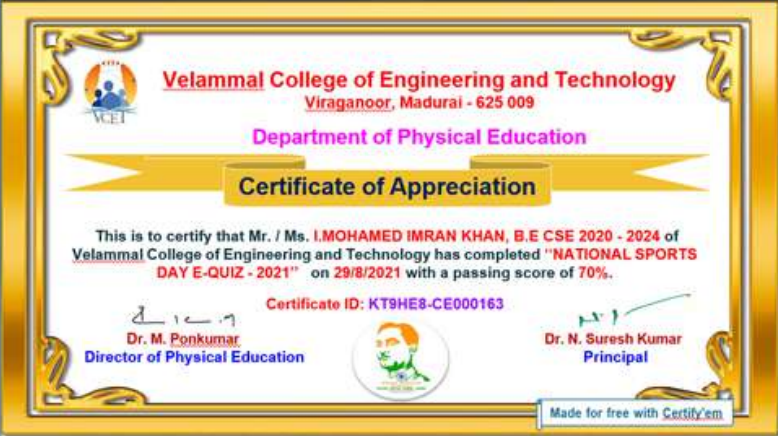 VCET
Velammal College of Engineering and Technology
Viraganoor, Madurai - 625 009
Department of Physical Education
Certificate of Appreciation
This is to certify that Mr. / Ms. I.MOHAMED IMRAN KHAN, B.E CSE 2020 - 2024 of
Velammal College of Engineering and Technology has completed "NATIONAL SPORTS
DAY E-QUIZ - 2021" on 29/8/2021 with a passing score of 70%.
Certificate ID: KT9HE8-CE000163
Dr. M. Ponkumar
Director of Physical Education
Dr. N. Suresh Kumar
Principal
Made for free with Certify'em